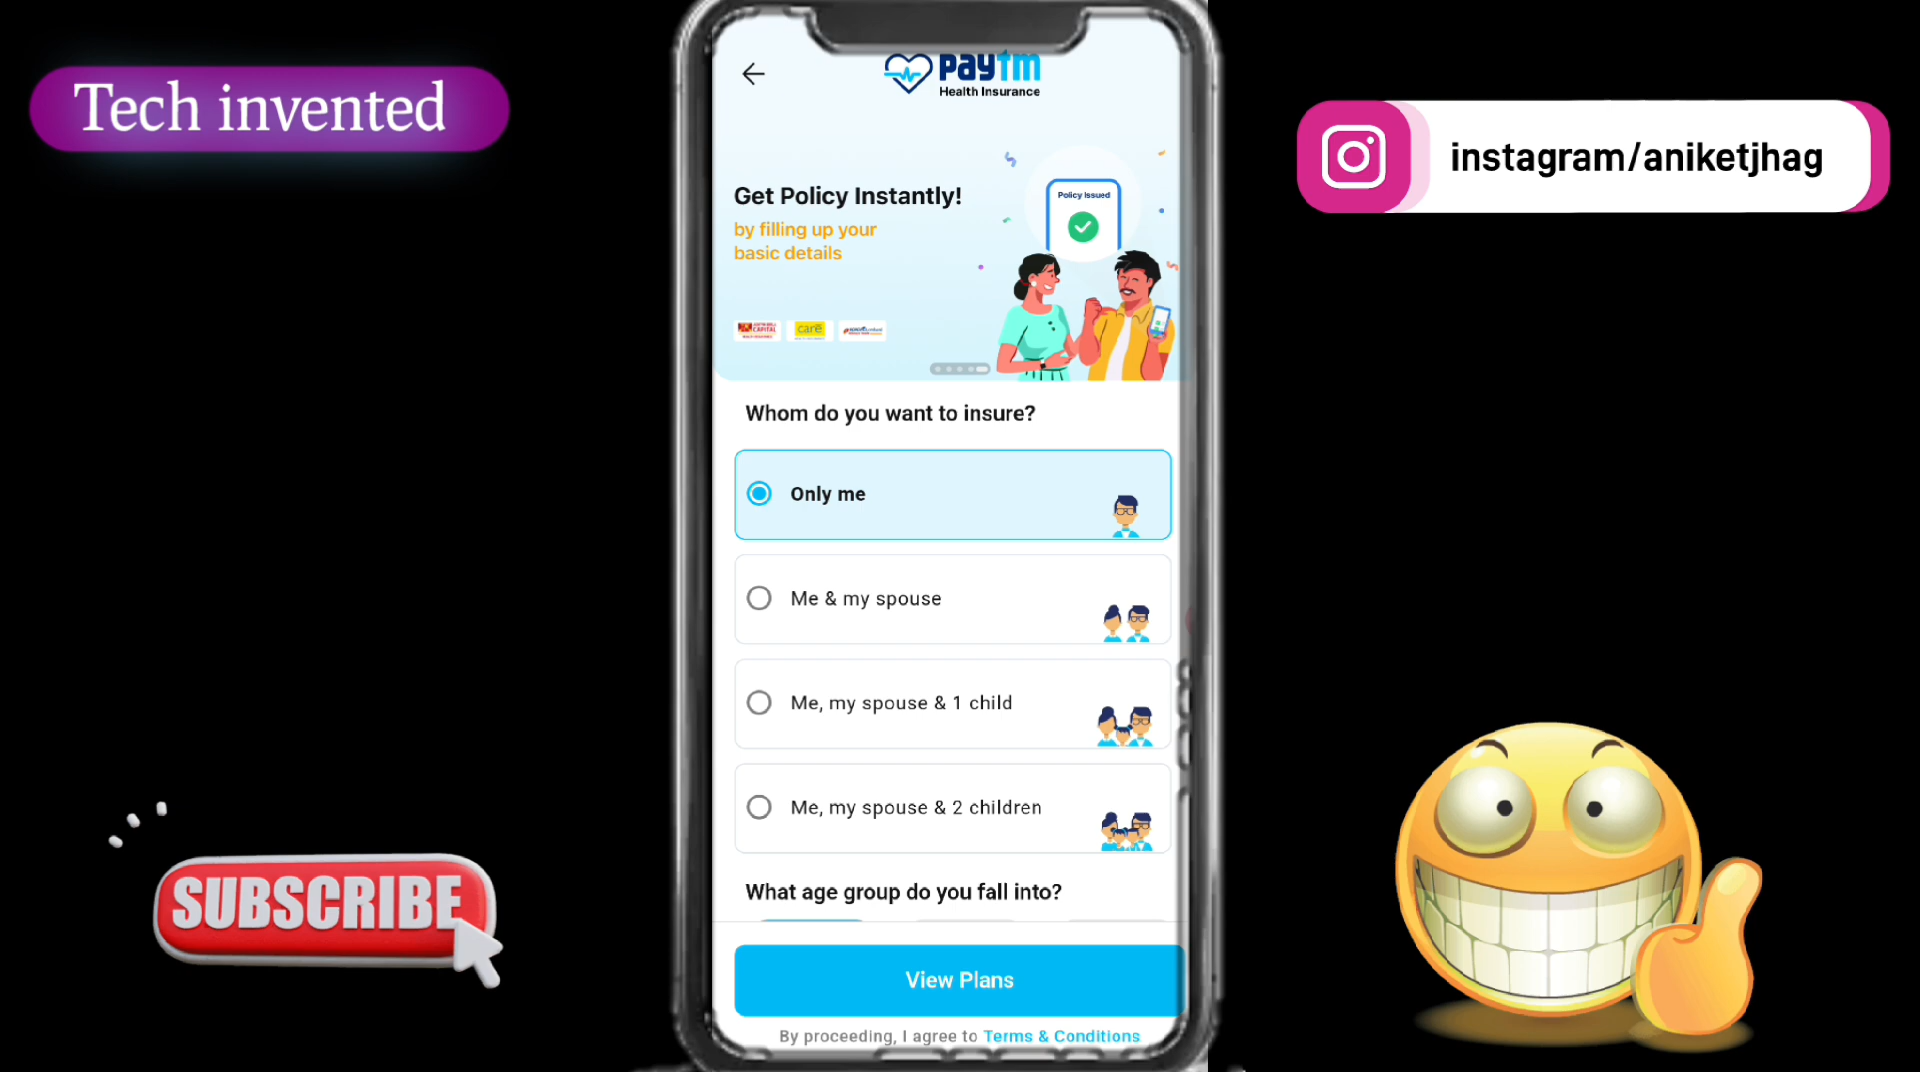 Tech invented
paytm
Health Insurance
instagram/aniketjhag
Get Policy Instantly!
by filling up your
basic details
Policy Issued
CAPITAL
care
Whom do you want to insure?
Only me
Me & my spouse
Me, my spouse & 1 child
Me, my spouse & 2 children
What age group do you fall into?
SUBSCRIBE
View Plans
By proceeding, I agree to Terms & Conditions